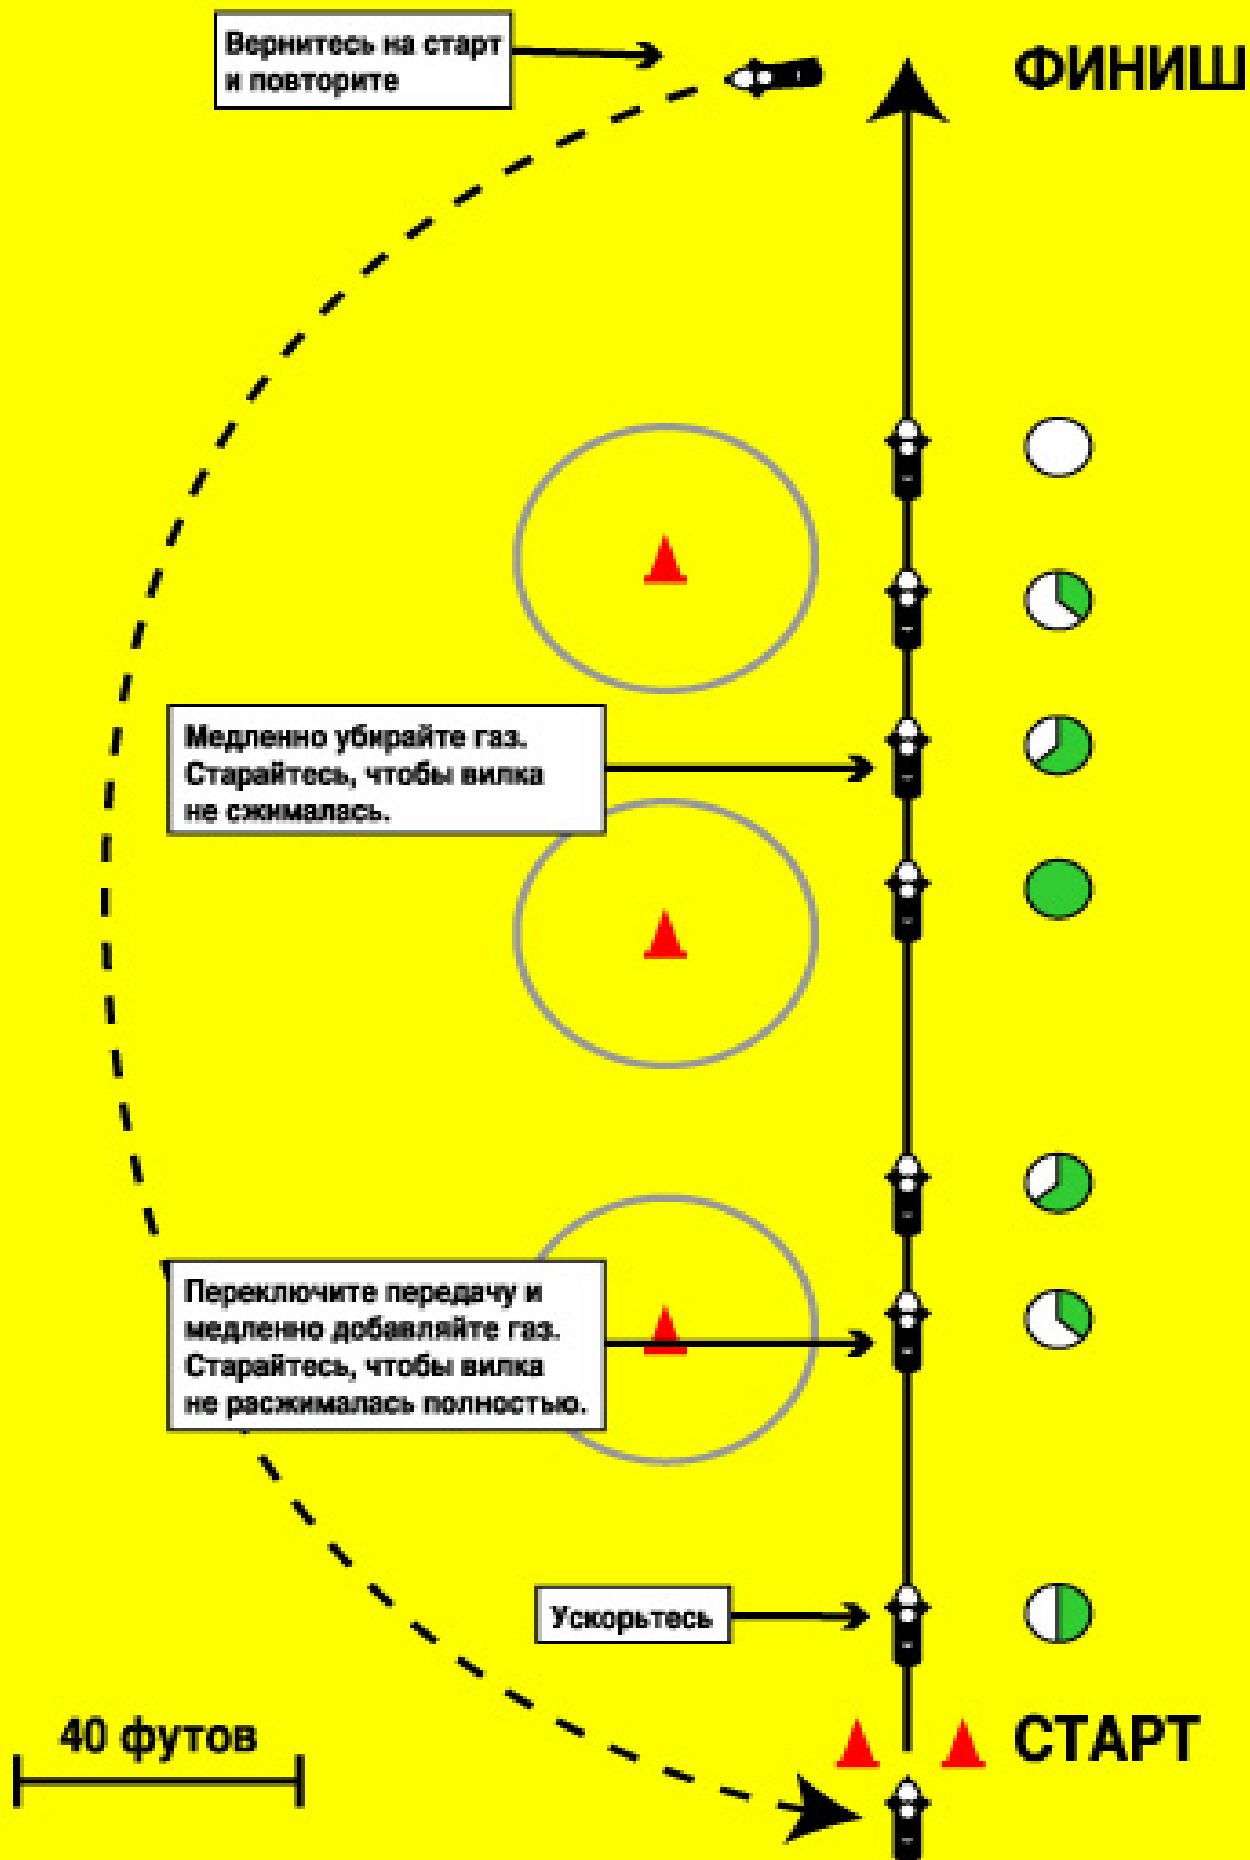 Вернитесь на старт
и повторите
ФИНИШ
Медленно убирайте газ.
Старайтесь, чтобы вилка
не сжималась.
Переключите передачу и
медленно добавляйте газ.
Старайтесь, чтобы вилка
не расжималась полностью.
Ускорьтесь
40 футов
СТАРТ